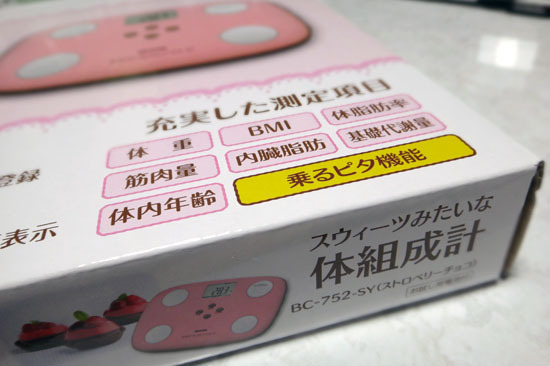 充実した測定項目
体 重
BMI
体脂肪率
筋肉量
内臓脂肪
基礎代謝量
体内年齢
乗るピタ機能
登録
表示
スウィーツみたいな
体組成計
BC-752-SY(ストロベリーチョコ)